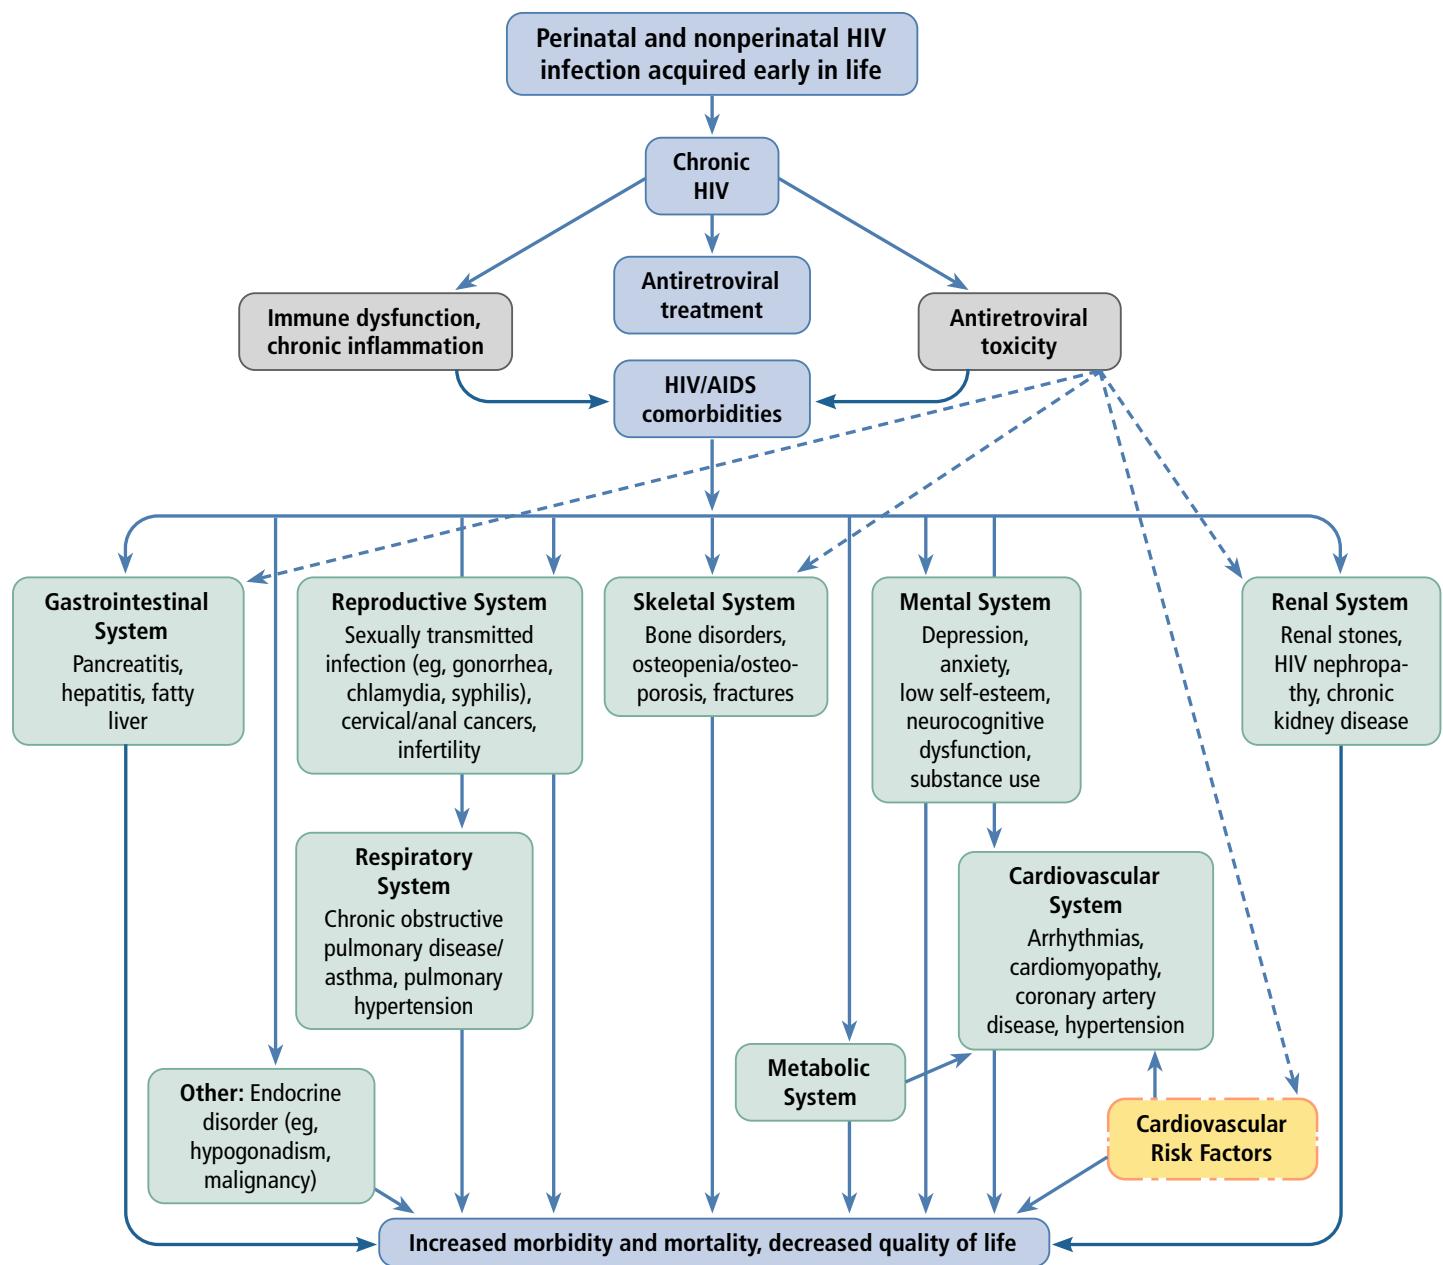 Perinatal and nonperinatal HIV
infection acquired early in life
Chronic
HIV
Antiretroviral
treatment
Immune dysfunction,
chronic inflammation
Antiretroviral
toxicity
HIV/AIDS
comorbidities
Gastrointestinal
System
Pancreatitis,
hepatitis, fatty
liver
Reproductive System
Sexually transmitted
infection (eg, gonorrhea,
chlamydia, syphilis),
cervical/anal cancers,
infertility
Skeletal System
Bone disorders,
osteopenia/osteo-
porosis, fractures
Mental System
Depression,
anxiety,
low self-esteem,
neurocognitive
dysfunction,
substance use
Renal System
Renal stones,
HIV nephropa-
thy, chronic
kidney disease
Respiratory
System
Chronic obstructive
pulmonary disease/
asthma, pulmonary
hypertension
Cardiovascular
System
Arrhythmias,
cardiomyopathy,
coronary artery
disease, hypertension
Metabolic
System
Other: Endocrine
disorder (eg,
hypogonadism,
malignancy)
Cardiovascular
Risk Factors
Increased morbidity and mortality, decreased quality of life